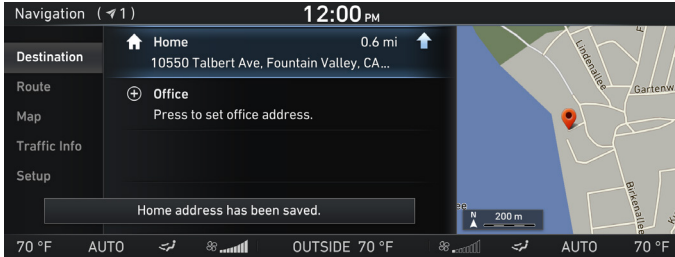 Navigation ( 1 )
12:00 PM
Destination
Route
Map
Traffic Info
Setup
Home 0.6 mi
10550 Talbert Ave, Fountain Valley, CA...
Office
Press to set office address.
Home address has been saved.
Lindenallee
Gartenw
Birkenallee
N 200 m
70 °F AUTO OUTSIDE 70 °F AUTO 70 °F